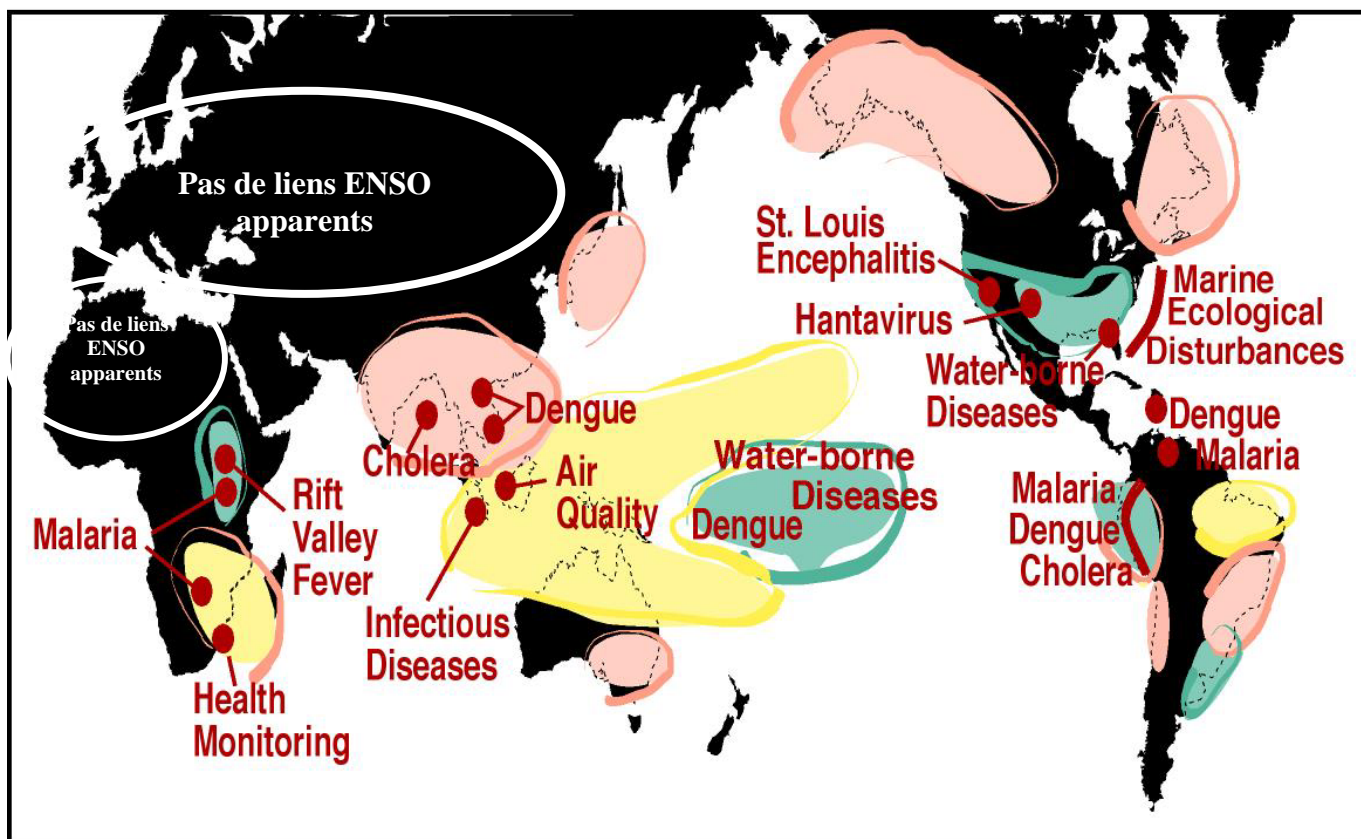 Pas de liens ENSO
apparents
Pas de liens
ENSO
apparents
St. Louis
Encephalitis
Hantavirus
Water-borne
Diseases
Marine
Ecological
Disturbances
Dengue
Malaria
Malaria
Dengue
Cholera
Dengue
Cholera
Air
Quality
Water-borne
Diseases
Dengue
Malaria
Rift
Valley
Fever
Infectious
Diseases
Health
Monitoring